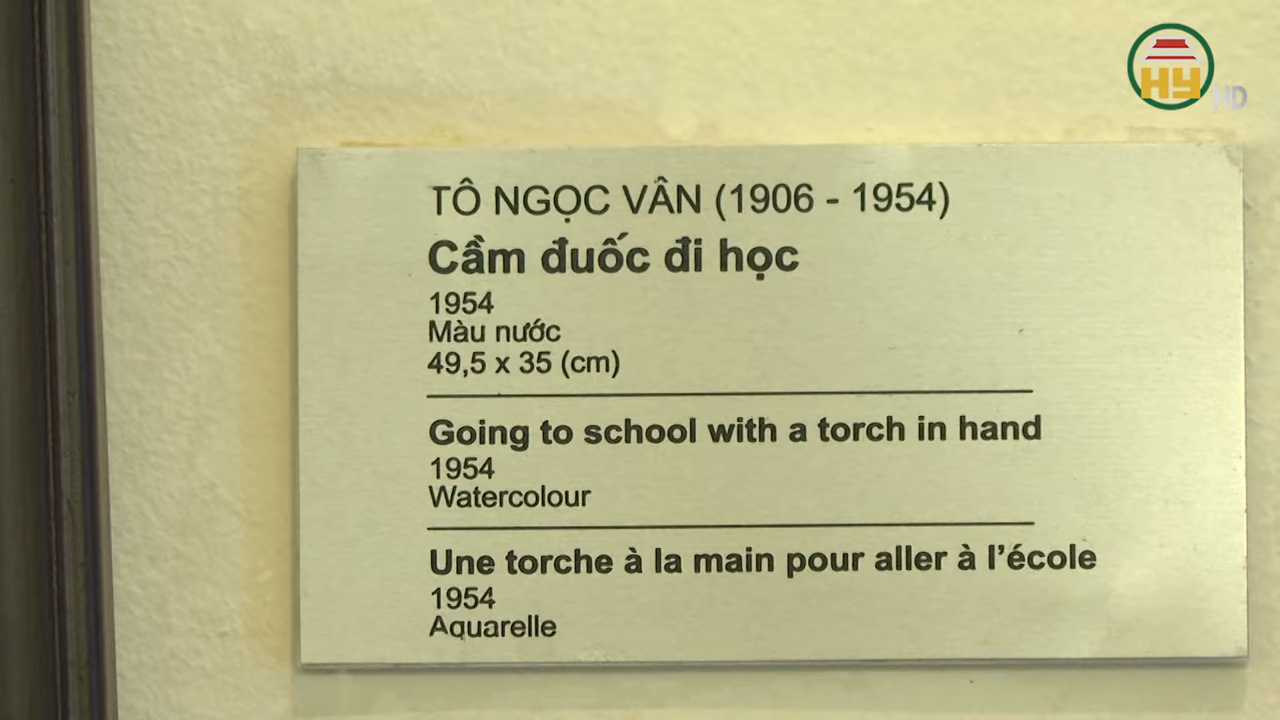 HY
HD
TÔ NGỌC VÂN (1906 - 1954)
Cầm đuốc đi học
1954
Màu nước
49,5 x 35 (cm)
Going to school with a torch in hand
1954
Watercolour
Une torche à la main pour aller à l'école
1954
Aquarelle